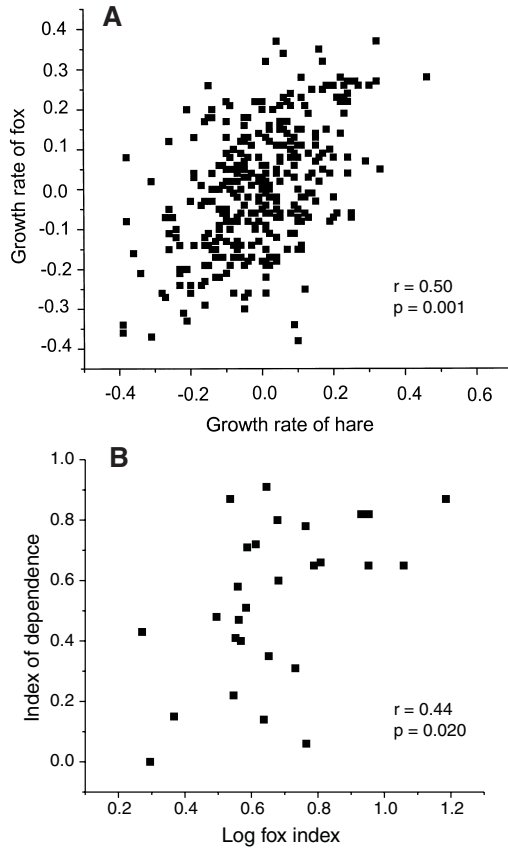 A
0.4
0.3
0.2
0.1
0.0
-0.1
-0.2
-0.3
-0.4
Growth rate of fox
r = 0.50
p = 0.001
-0.4 -0.2 0.0 0.2 0.4 0.6
Growth rate of hare
B
1.0
0.8
0.6
0.4
0.2
0.0
Index of dependence
r = 0.44
p = 0.020
0.2 0.4 0.6 0.8 1.0 1.2
Log fox index